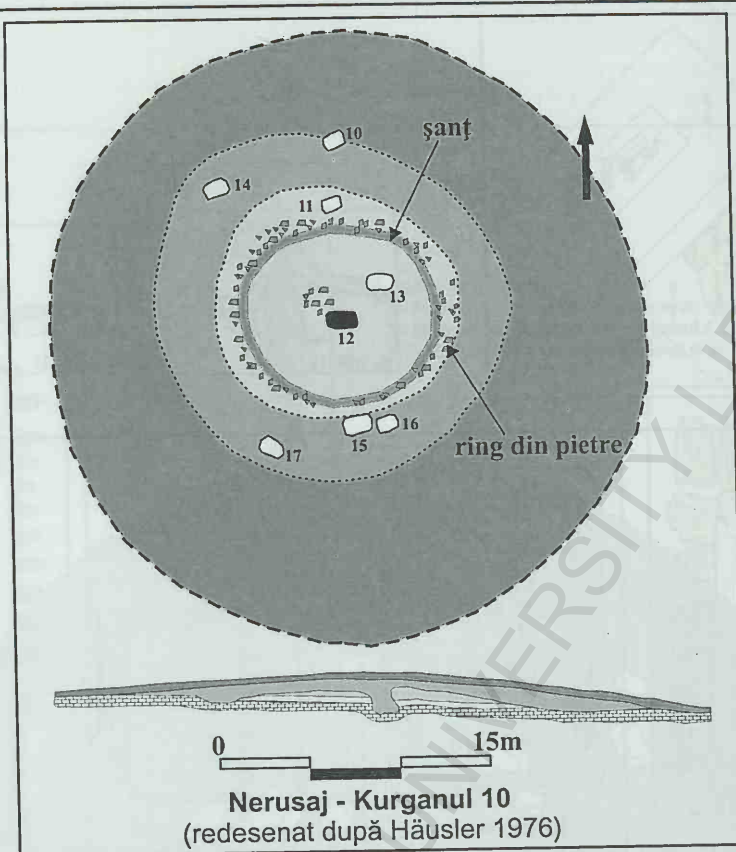 10
şanţ
14
11
13
12
15
16
17
ring din pietre
0
15m
Nerusaj - Kurganul 10
(redesenat după Häusler 1976)
UNIVERSITY